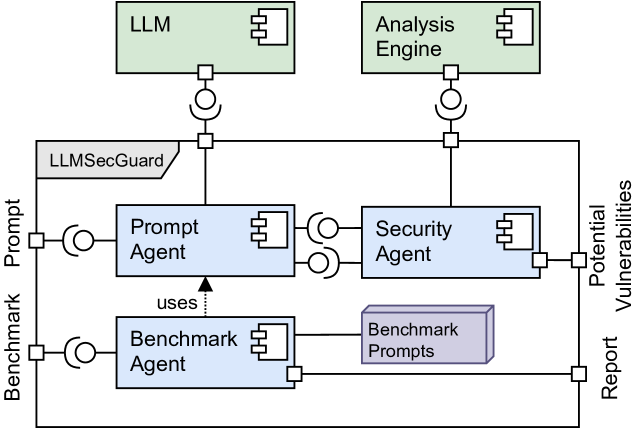 LLM
Analysis
Engine
LLMSecGuard
Prompt
Prompt
Agent
Security
Agent
Potential
Vulnerabilities
uses
Benchmark
Benchmark
Agent
Benchmark
Prompts
Report